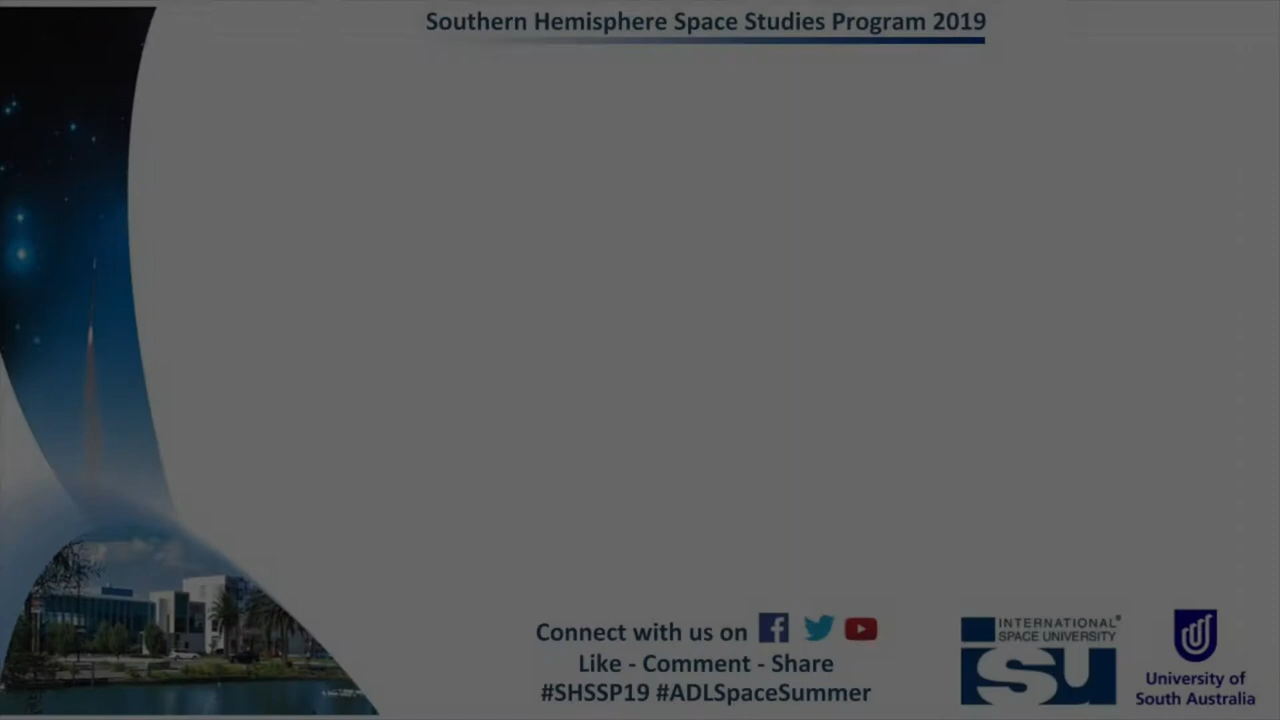 Southern Hemisphere Space Studies Program 2019
Connect with us on
Like - Comment - Share
#SHSSP19 #ADLSpaceSummer
INTERNATIONAL
SPACE UNIVERSITY
ISU
University of
South Australia